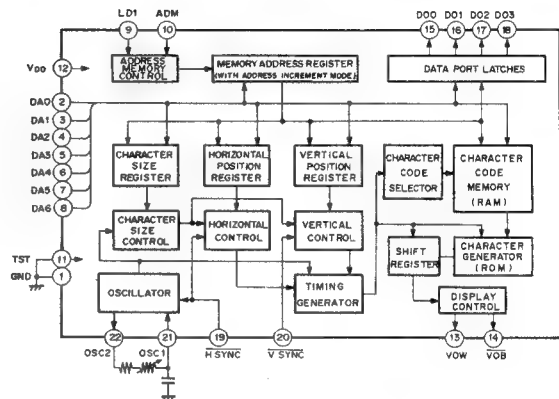 LD1 ADM
9 10
DO0 DO1 DO2 DO3
15 16 17 18
ADDRESS
MEMORY
CONTROL
MEMORY ADDRESS REGISTER
(WITH ADDRESS INCREMENT MODE)
DATA PORT LATCHES
VDD 12
DA0 2
DA1 3
DA2 4
DA3 5
DA4 6
DA5 7
DA6 8
CHARACTER
SIZE
REGISTER
HORIZONTAL
POSITION
REGISTER
VERTICAL
POSITION
REGISTER
CHARACTER
CODE
SELECTOR
CHARACTER
CODE
MEMORY
(RAM)
CHARACTER
SIZE
CONTROL
HORIZONTAL
CONTROL
VERTICAL
CONTROL
SHIFT
REGISTER
CHARACTER
GENERATOR
(ROM)
TST 11
GND 1
OSCILLATOR
TIMING
GENERATOR
DISPLAY
CONTROL
22 21 19 20 13 14
OSC2 OSC1 H SYNC V SYNC VOW VOB